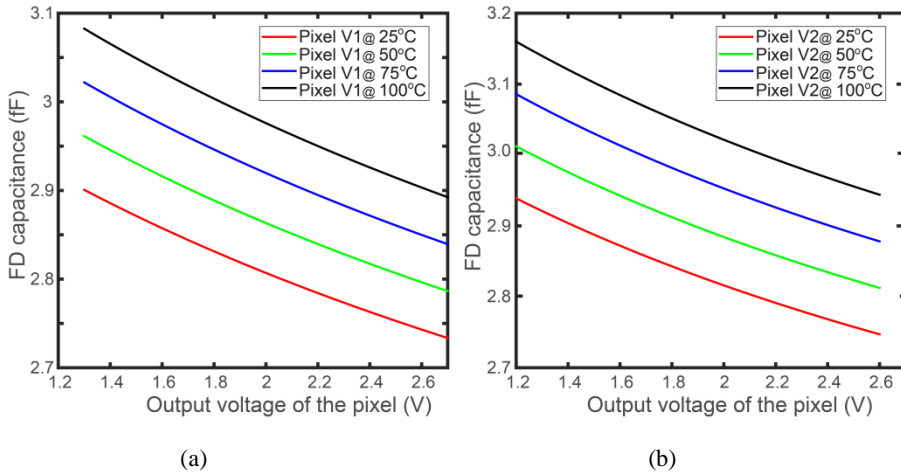 3.1
3
2.9
2.8
2.7
1.2 1.4 1.6 1.8 2 2.2 2.4 2.6
FD capacitance (fF)
Output voltage of the pixel (V)
Pixel V1@ 25°C
Pixel V1@ 50°C
Pixel V1@ 75°C
Pixel V1@ 100°C
(a)
3.2
3.1
3.0
2.9
2.8
2.7
1.2 1.4 1.6 1.8 2 2.2 2.4 2.6
FD capacitance (fF)
Output voltage of the pixel (V)
Pixel V2@ 25°C
Pixel V2@ 50°C
Pixel V2@ 75°C
Pixel V2@ 100°C
(b)